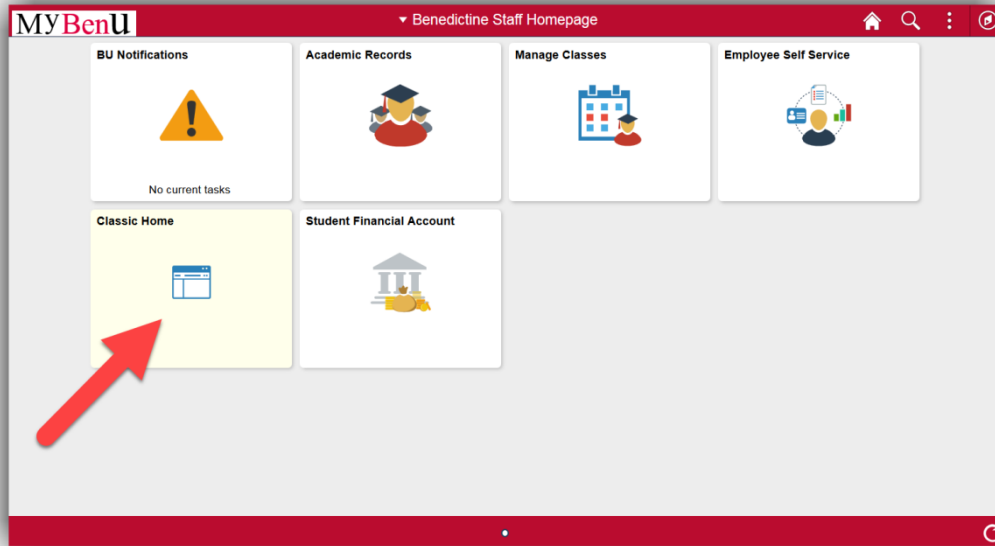 MYBenU
Benedictine Staff Homepage
BU Notifications
No current tasks
Academic Records
Manage Classes
Employee Self Service
Classic Home
Student Financial Account